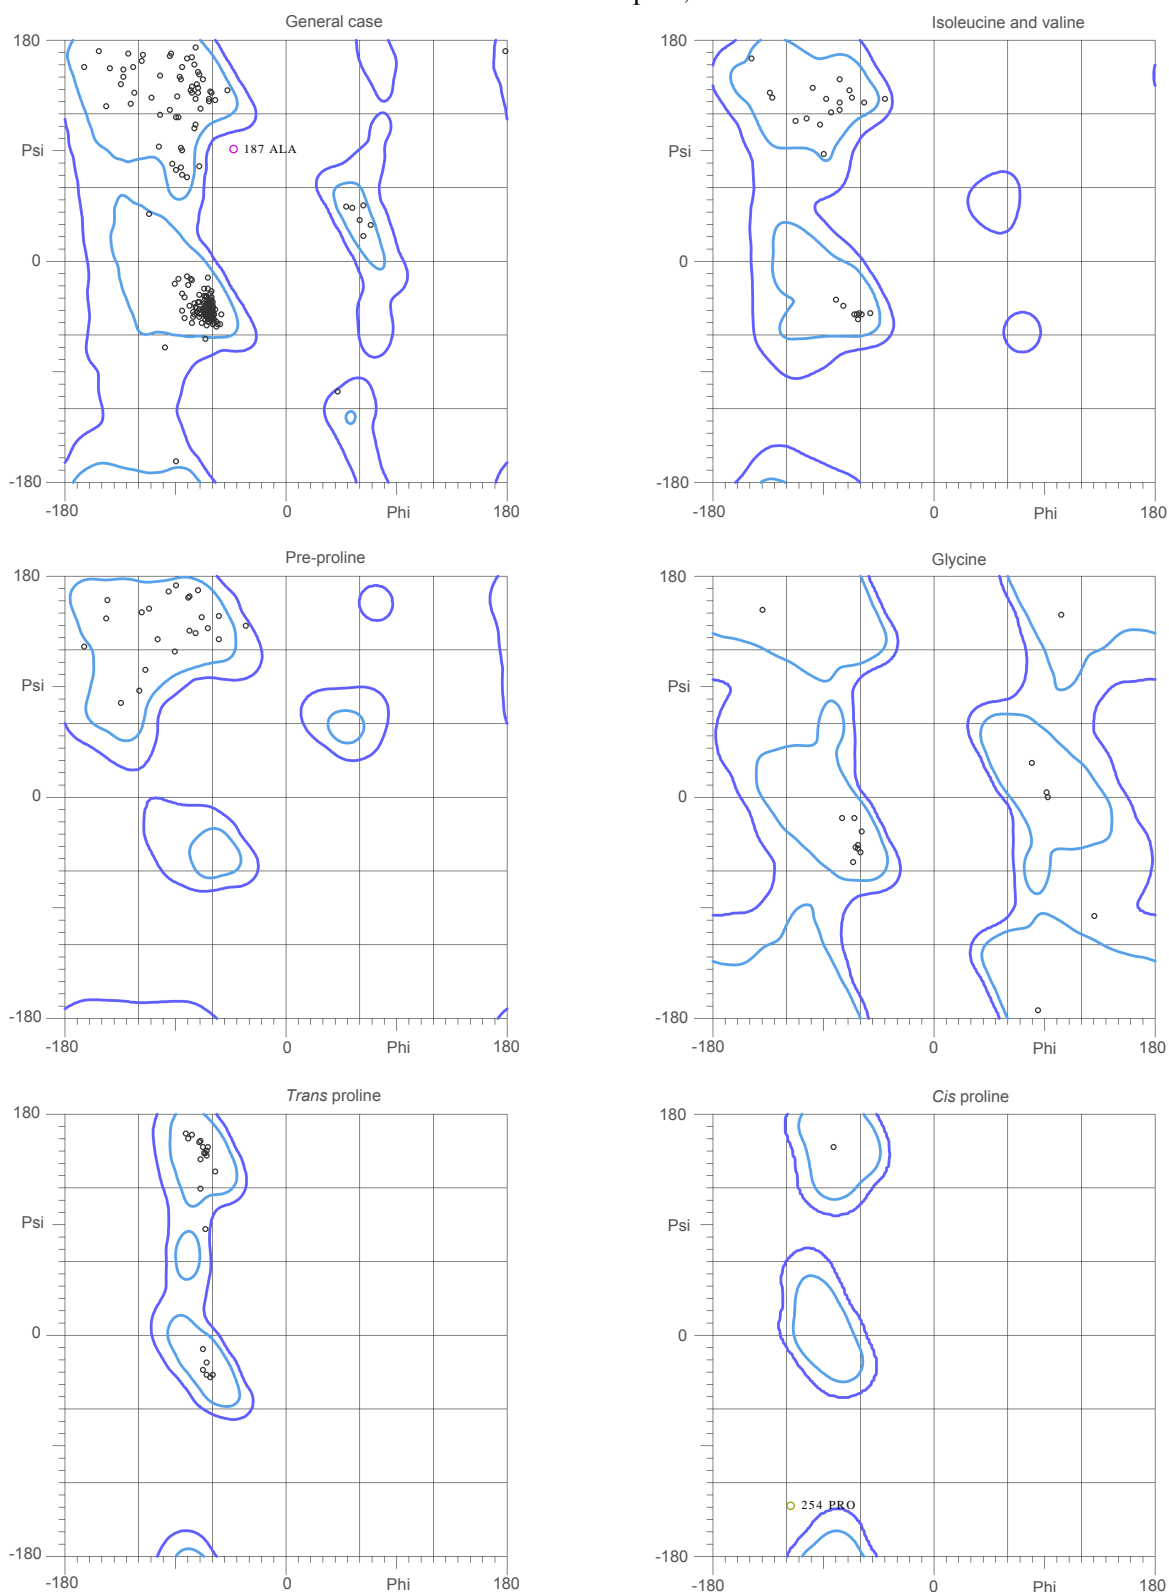 General case
180
Psi
0
-180
-180
0
Phi
180
187 ALA
Isoleucine and valine
180
Psi
0
-180
-180
0
Phi
180
Pre-proline
180
Psi
0
-180
-180
0
Phi
180
Glycine
180
Psi
0
-180
-180
0
Phi
180
Trans proline
180
Psi
0
-180
-180
0
Phi
180
Cis proline
180
Psi
0
-180
-180
0
Phi
180
254 PRO